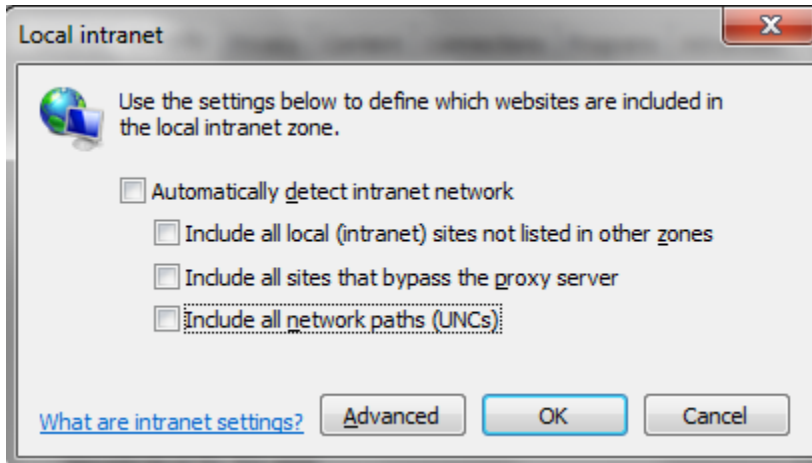 Local intranet
Use the settings below to define which websites are included in
the local intranet zone.
Automatically detect intranet network
Include all local (intranet) sites not listed in other zones
Include all sites that bypass the proxy server
Include all network paths (UNCs)
What are intranet settings?
Advanced
OK
Cancel